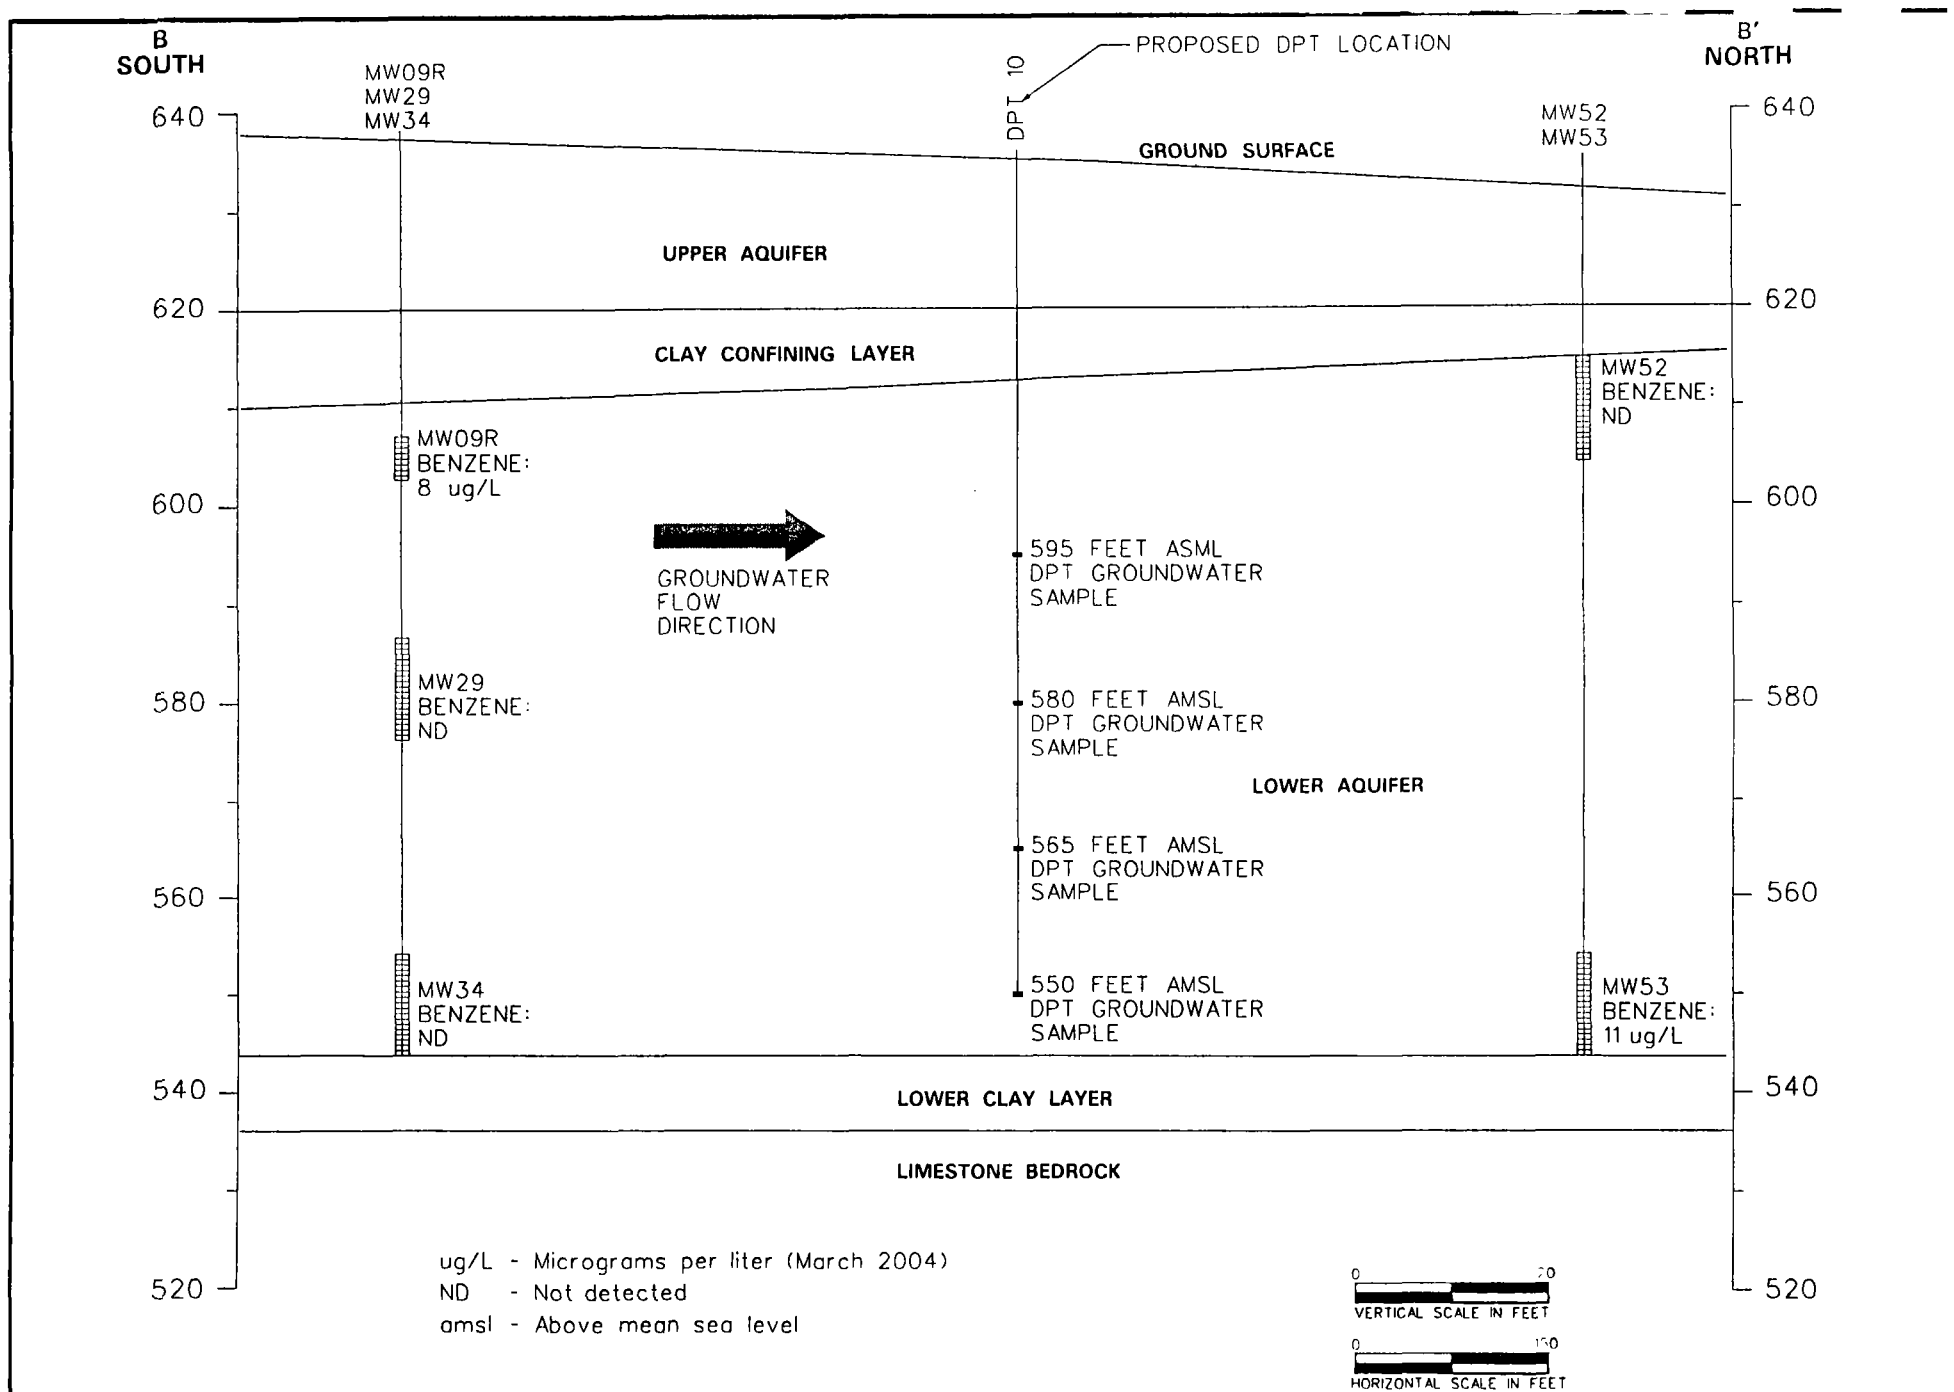 B
SOUTH
B'
NORTH
MW09R
MW29
MW34
DPT 10
PROPOSED DPT LOCATION
MW52
MW53
640
620
600
580
560
540
520
640
620
600
580
560
540
520
GROUND SURFACE
UPPER AQUIFER
CLAY CONFINING LAYER
MW52
BENZENE:
ND
MW09R
BENZENE:
8 ug/L
GROUNDWATER
FLOW
DIRECTION
595 FEET ASML
DPT GROUNDWATER
SAMPLE
MW29
BENZENE:
ND
580 FEET AMSL
DPT GROUNDWATER
SAMPLE
LOWER AQUIFER
565 FEET AMSL
DPT GROUNDWATER
SAMPLE
MW34
BENZENE:
ND
550 FEET AMSL
DPT GROUNDWATER
SAMPLE
MW53
BENZENE:
11 ug/L
LOWER CLAY LAYER
LIMESTONE BEDROCK
ug/L - Micrograms per liter (March 2004)
ND - Not detected
amsl - Above mean sea level
0 20
VERTICAL SCALE IN FEET
0
HORIZONTAL SCALE IN FEET